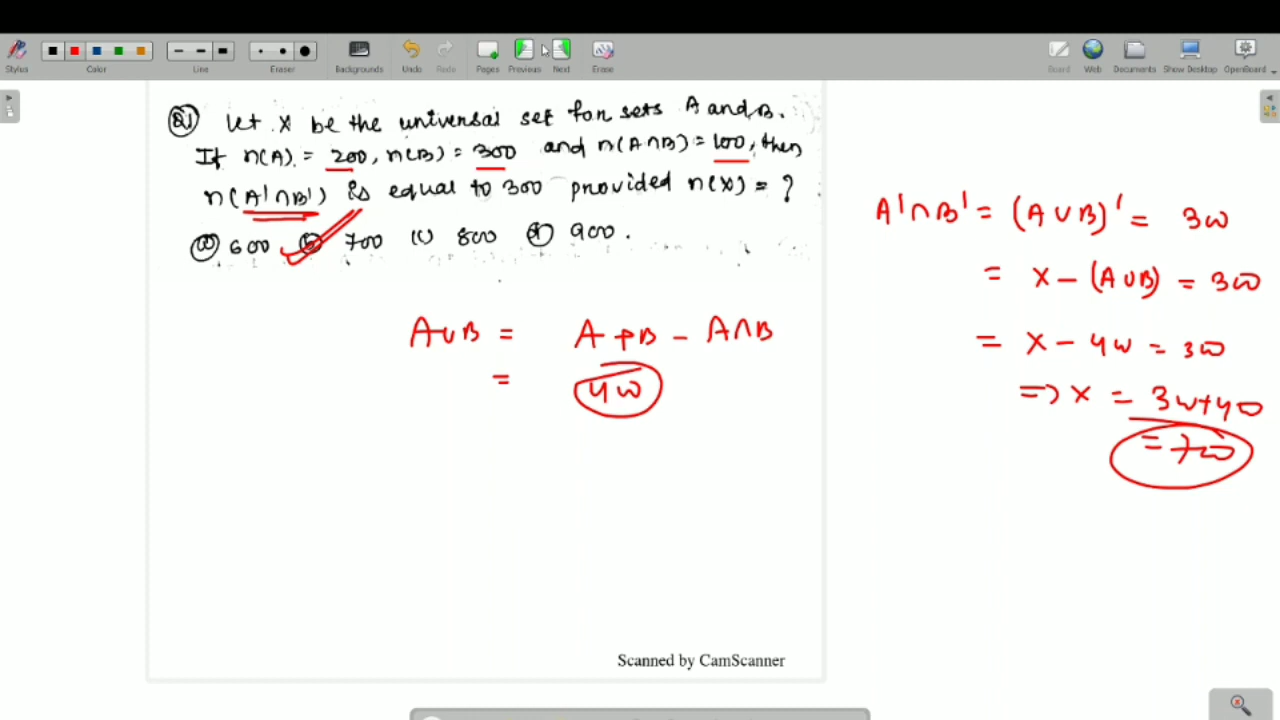 Stylus Color Line Eraser Backgrounds Undo Redo Pages Previous Next Erase Board Web Documents Show Desktop OpenBoard
Q1 Let X be the universal set for sets A and B.
If n(A) = 200, n(B) = 300 and n(A∩B) = 100, then
n(A'∩B') is equal to 300 provided n(X) = ?
(a) 600 (b) 700 (c) 800 (d) 900.
A∪B = A + B - A∩B
= 400
A'∩B' = (A∪B)' = 300
= X - (A∪B) = 300
= X - 400 = 300
=> X = 300+400
= 700
Scanned by CamScanner